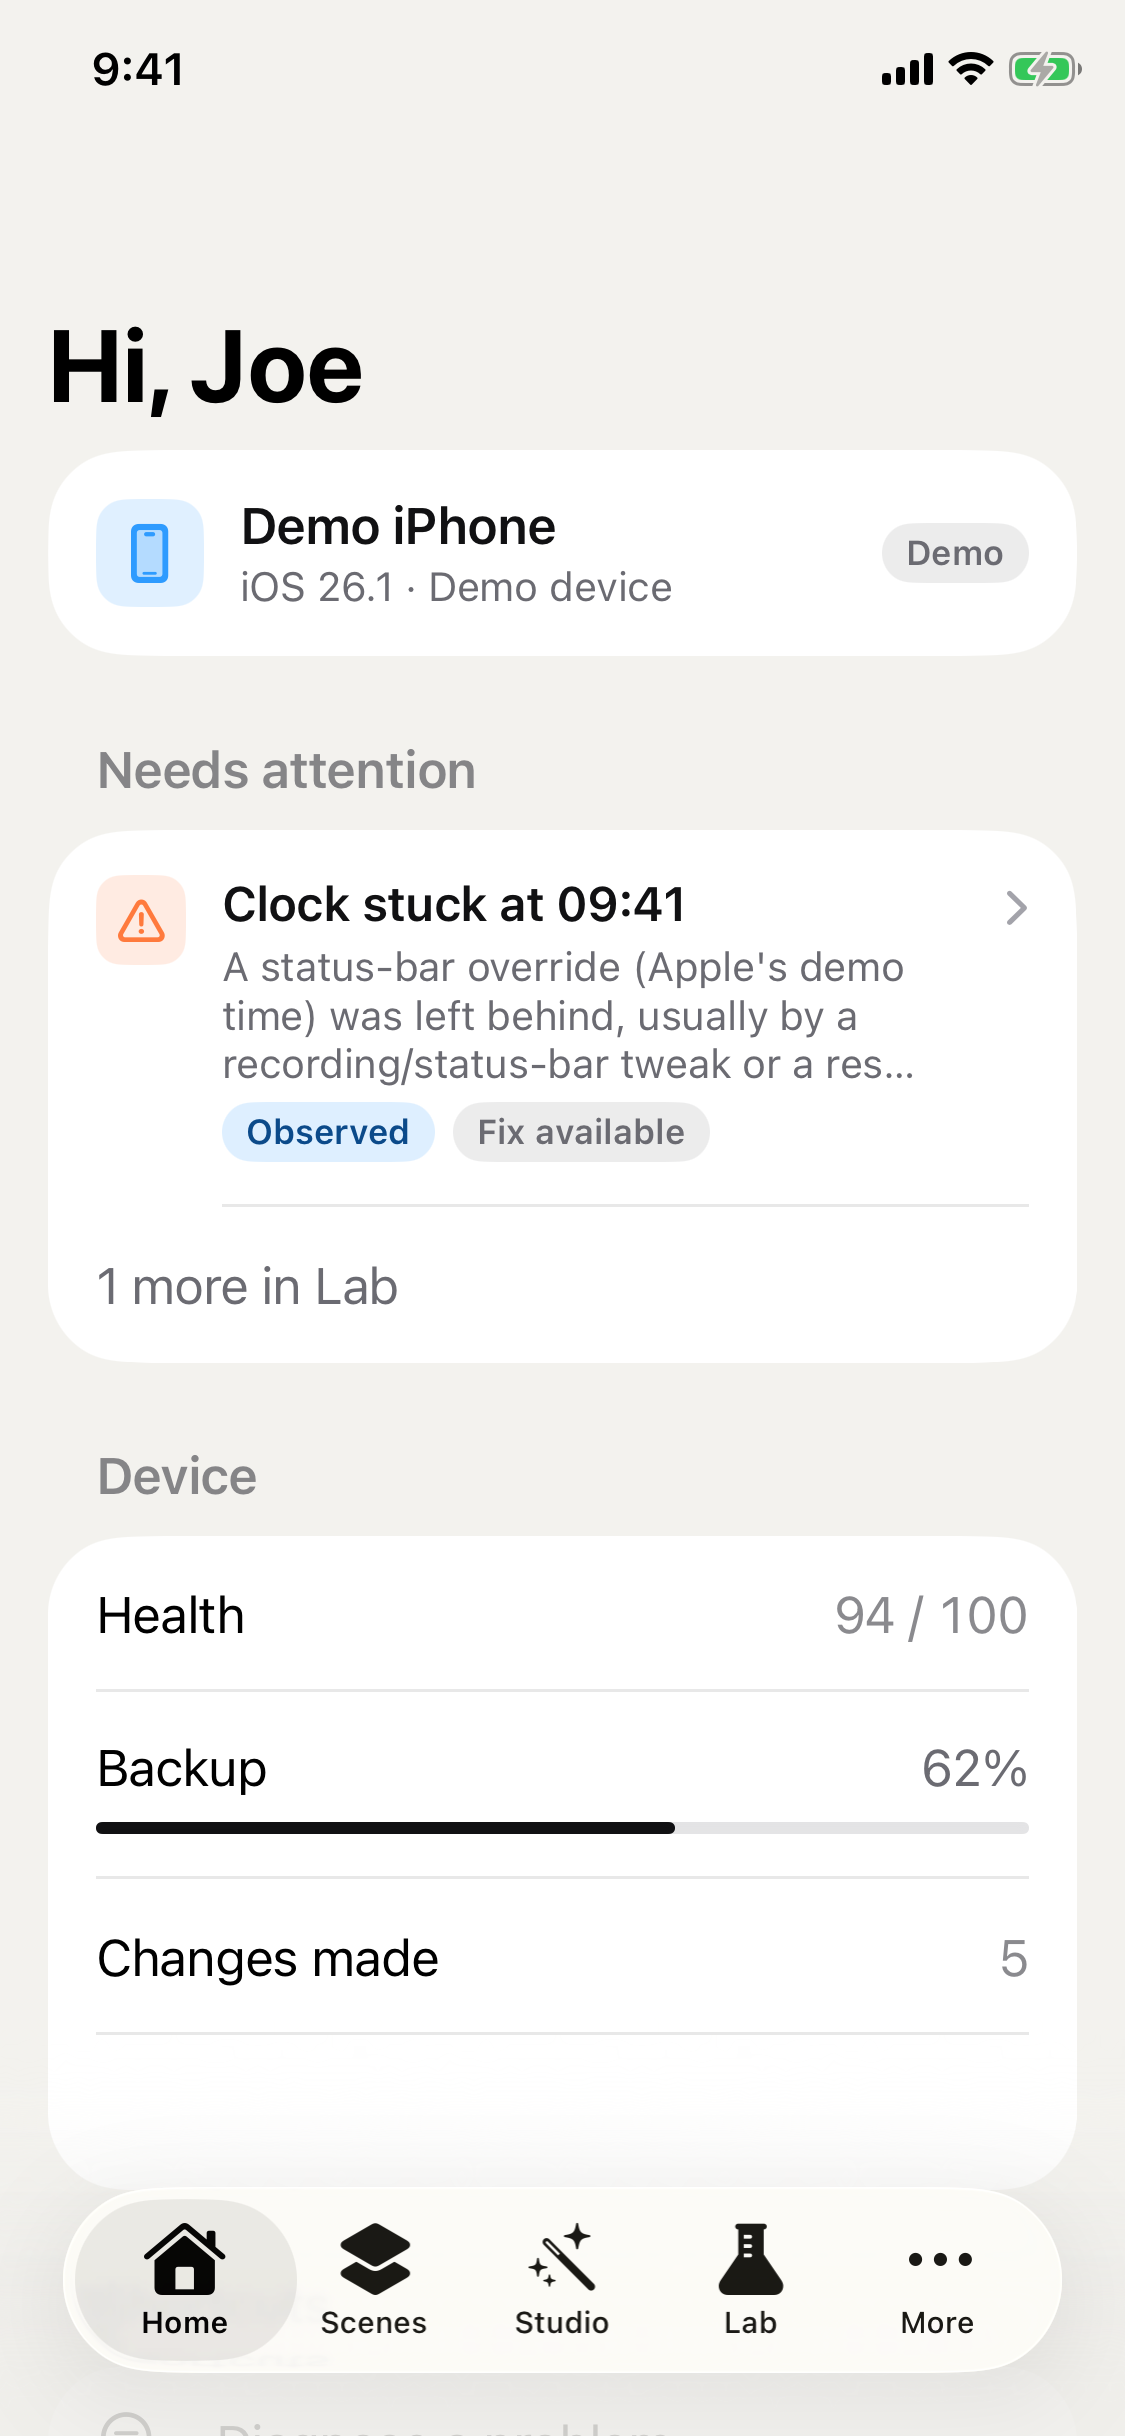 9:41
Hi, Joe
Demo iPhone
iOS 26.1 · Demo device
Demo
Needs attention
Clock stuck at 09:41
A status-bar override (Apple's demo
time) was left behind, usually by a
recording/status-bar tweak or a res...
Observed
Fix available
1 more in Lab
Device
Health
94 / 100
Backup
62%
Changes made
5
Home
Scenes
Studio
Lab
More
Diagnose a problem